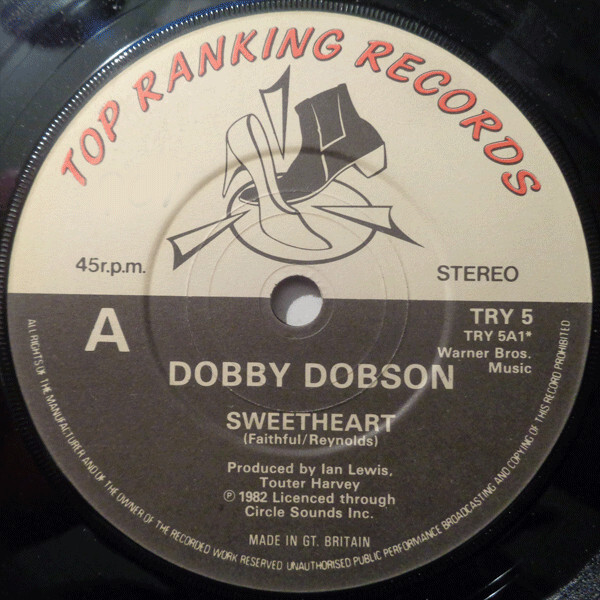 TOP RANKING RECORDS
45r.p.m.
STEREO
A
TRY 5
TRY 5A1*
Warner Bros.
Music
DOBBY DOBSON
SWEETHEART
(Faithful/Reynolds)
Produced by Ian Lewis,
Touter Harvey
℗ 1982 Licenced through
Circle Sounds Inc.
MADE IN GT. BRITAIN
ALL RIGHTS OF THE MANUFACTURER AND OF THE OWNER OF THE RECORDED WORK RESERVED UNAUTHORISED PUBLIC PERFORMANCE BROADCASTING AND COPYING OF THIS RECORD PROHIBITED